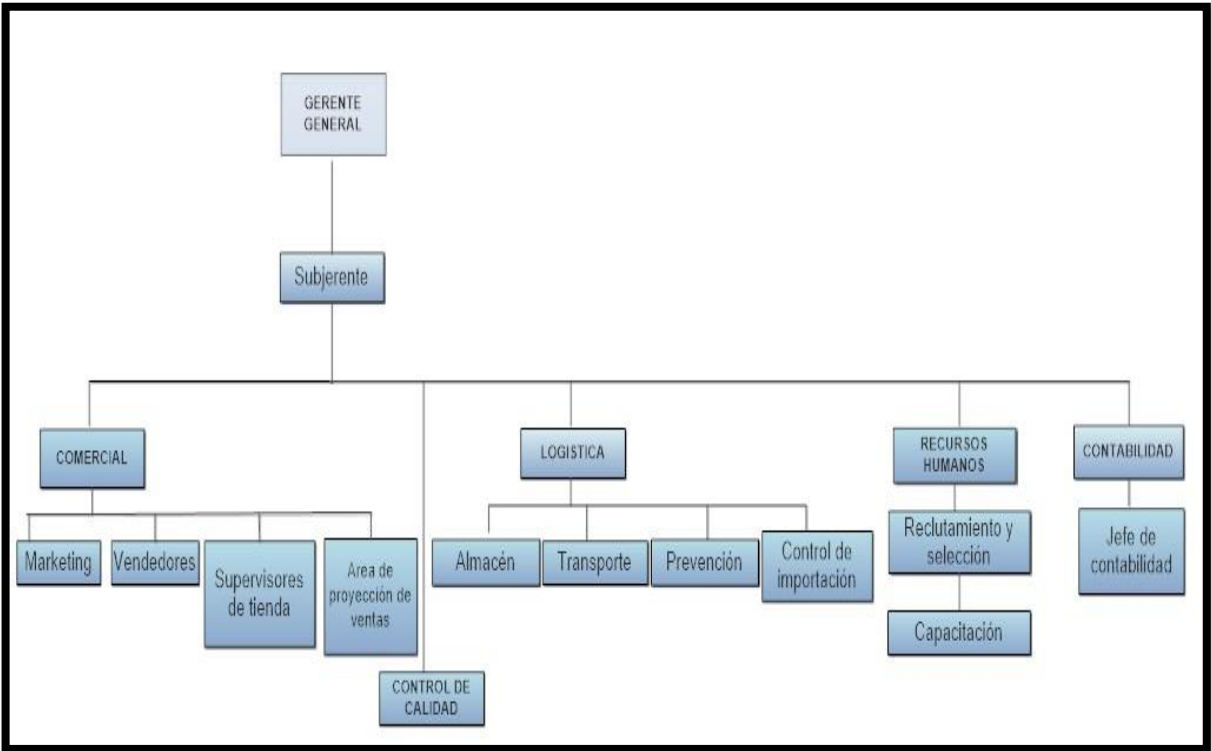 GERENTE
GENERAL
Subjerente
COMERCIAL
LOGISTICA
RECURSOS
HUMANOS
CONTABILIDAD
Marketing
Vendedores
Supervisores
de tienda
Area de
proyección de
ventas
Almacén
Transporte
Prevención
Control de
importación
Reclutamiento y
selección
Jefe de
contabilidad
Capacitación
CONTROL DE
CALIDAD